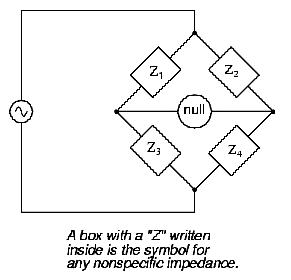 Z1
Z2
null
Z3
Z4
A box with a "Z" written
inside is the symbol for
any nonspecific impedance.